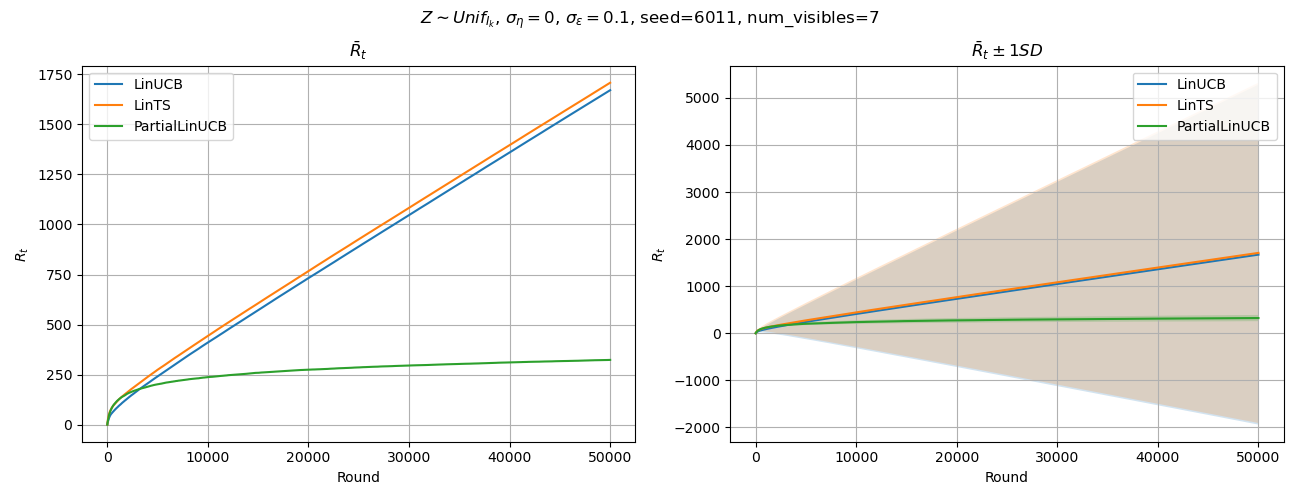 Z ∼ Unif_{I_k}, σ_η = 0, σ_ε = 0.1, seed=6011, num_visibles=7
R̄_t
R_t
1750
1500
1250
1000
750
500
250
0
LinUCB
LinTS
PartialLinUCB
0 10000 20000 30000 40000 50000
Round
R̄_t ± 1SD
R_t
5000
4000
3000
2000
1000
0
−1000
−2000
LinUCB
LinTS
PartialLinUCB
0 10000 20000 30000 40000 50000
Round